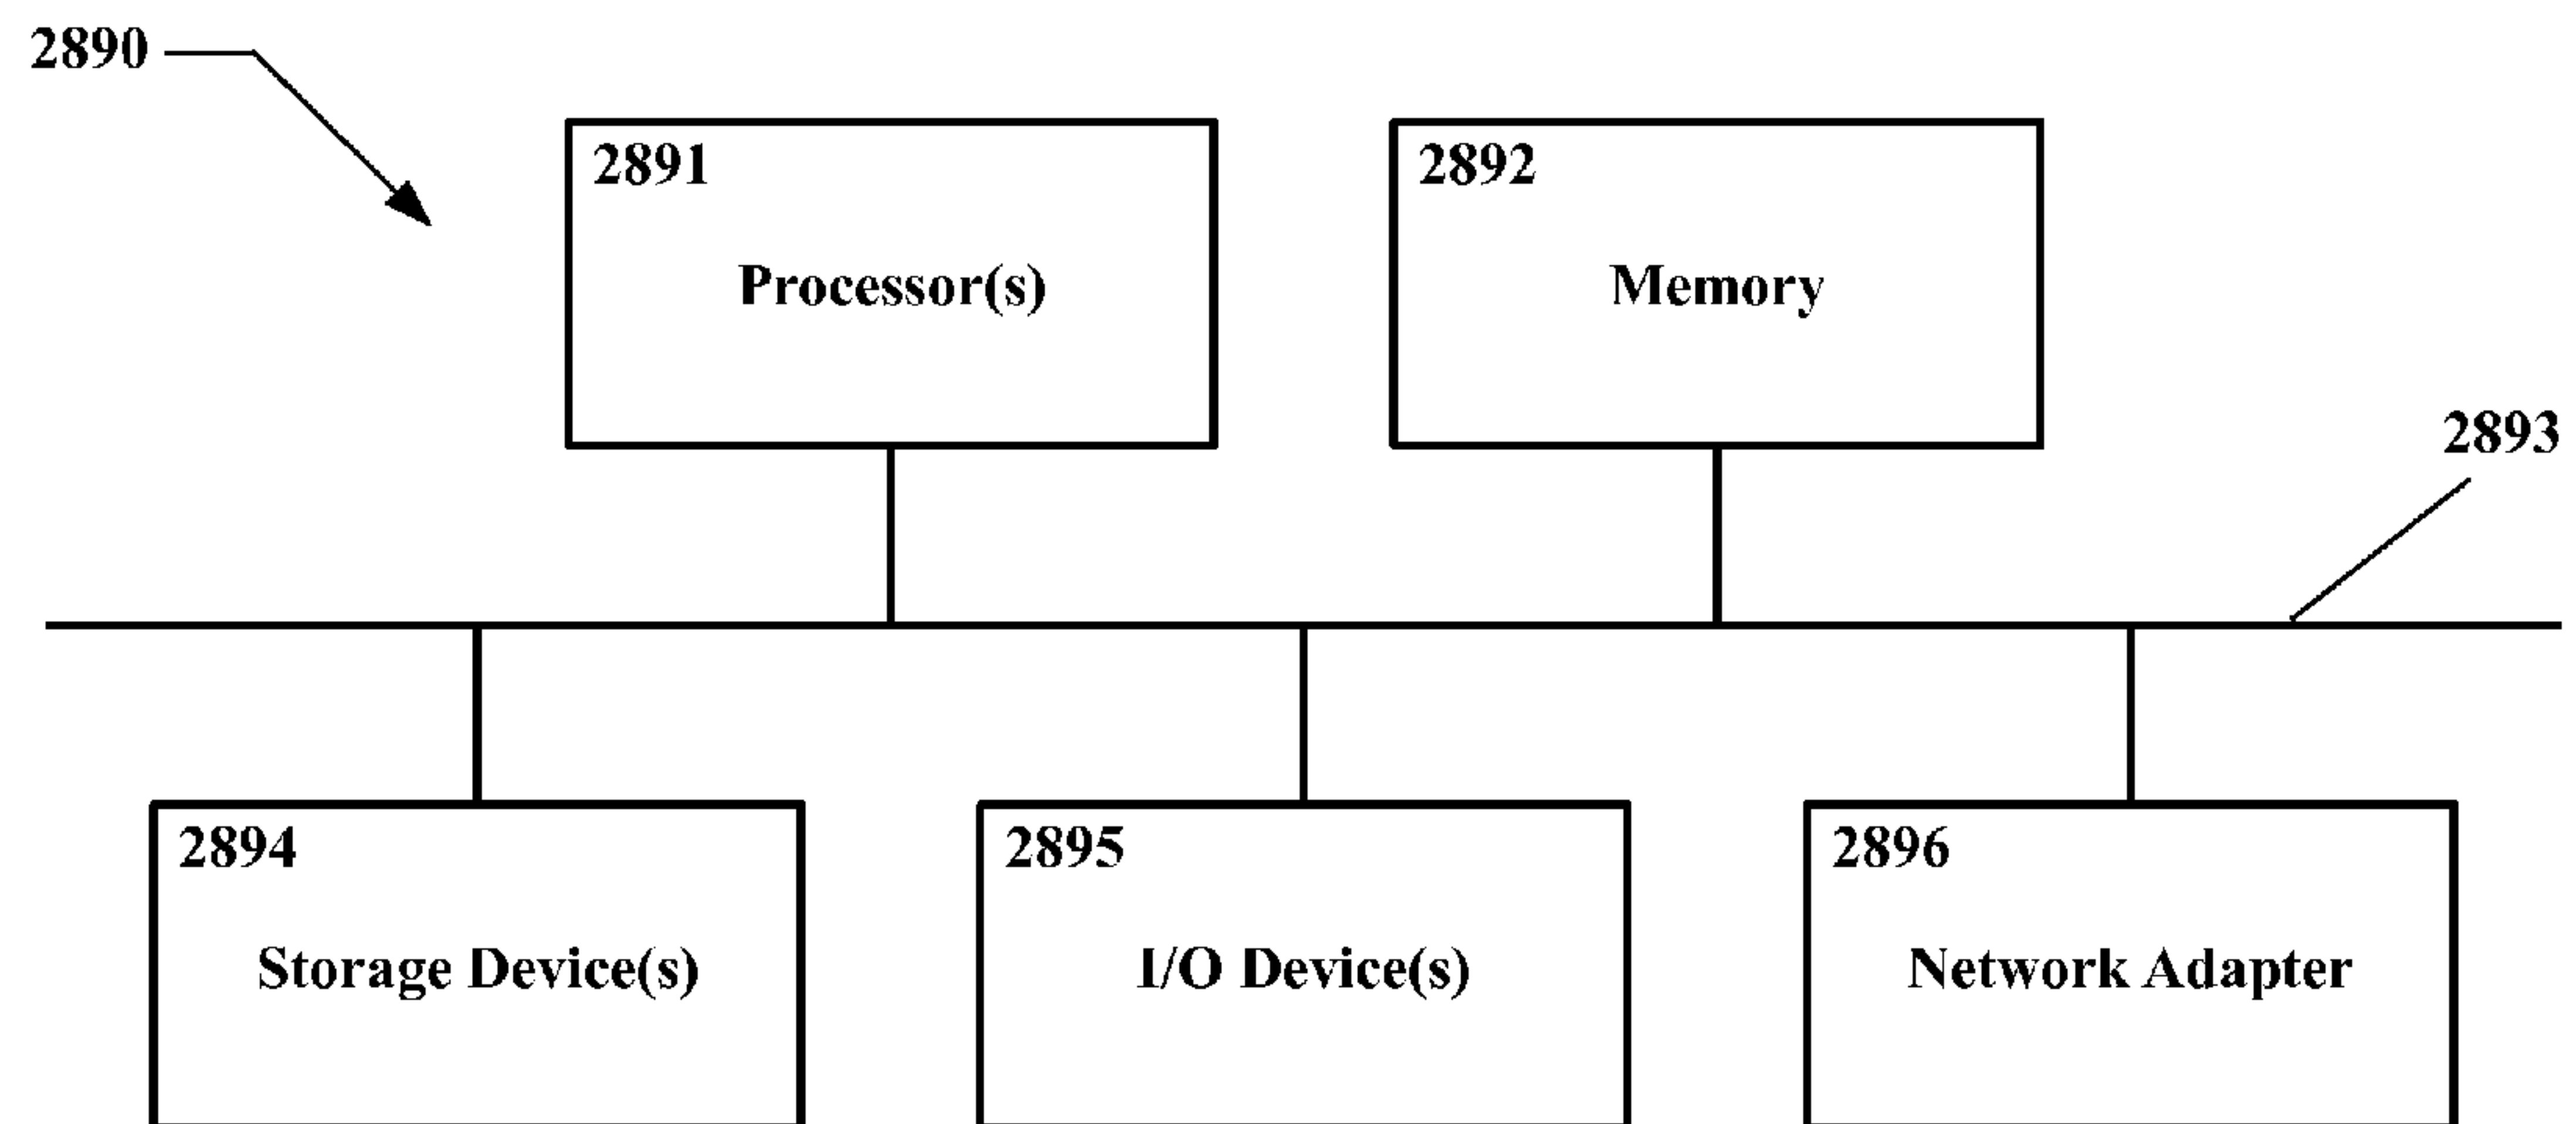 2890
2891
Processor(s)
2892
Memory
2893
2894
Storage Device(s)
2895
I/O Device(s)
2896
Network Adapter